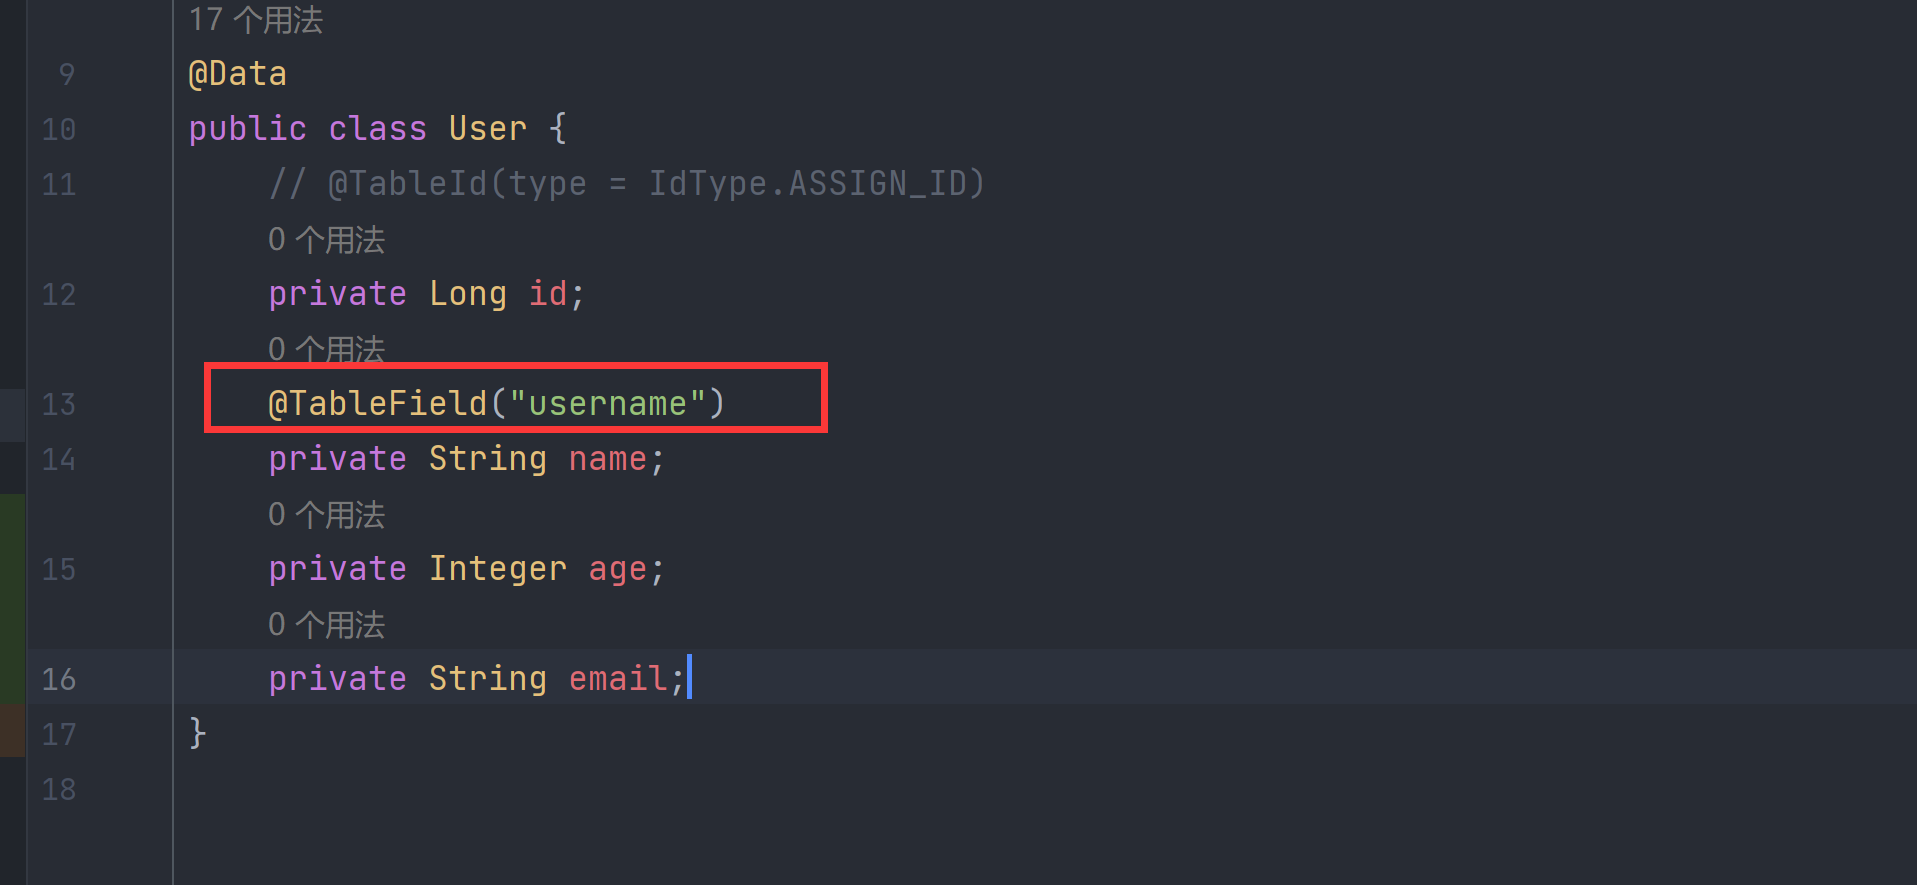 17 个用法
9 @Data
10 public class User {
11 // @TableId(type = IdType.ASSIGN_ID)
0 个用法
12 private Long id;
0 个用法
13 @TableField("username")
14 private String name;
0 个用法
15 private Integer age;
0 个用法
16 private String email;
17 }
18